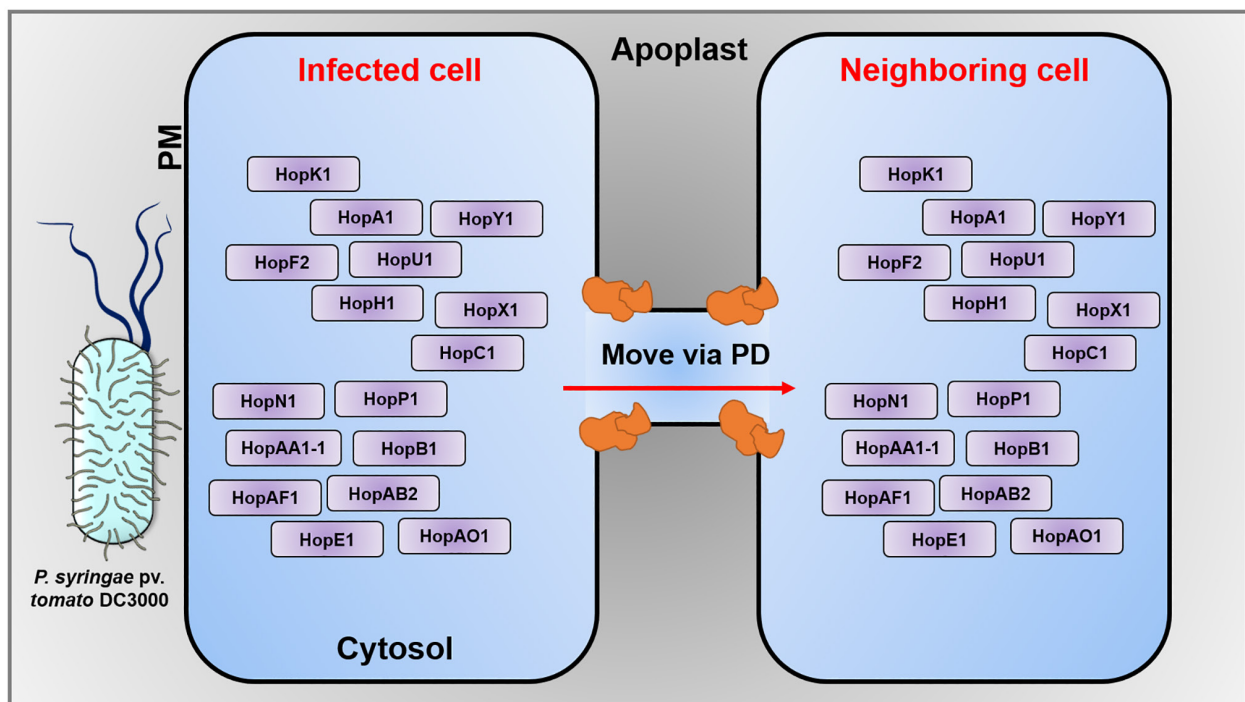 Infected cell
Apoplast
Neighboring cell
PM
HopK1
HopA1
HopY1
HopF2
HopU1
HopH1
HopX1
HopC1
HopN1
HopP1
HopAA1-1
HopB1
HopAF1
HopAB2
HopE1
HopAO1
Cytosol
Move via PD
HopK1
HopA1
HopY1
HopF2
HopU1
HopH1
HopX1
HopC1
HopN1
HopP1
HopAA1-1
HopB1
HopAF1
HopAB2
HopE1
HopAO1
P. syringae pv.
tomato DC3000